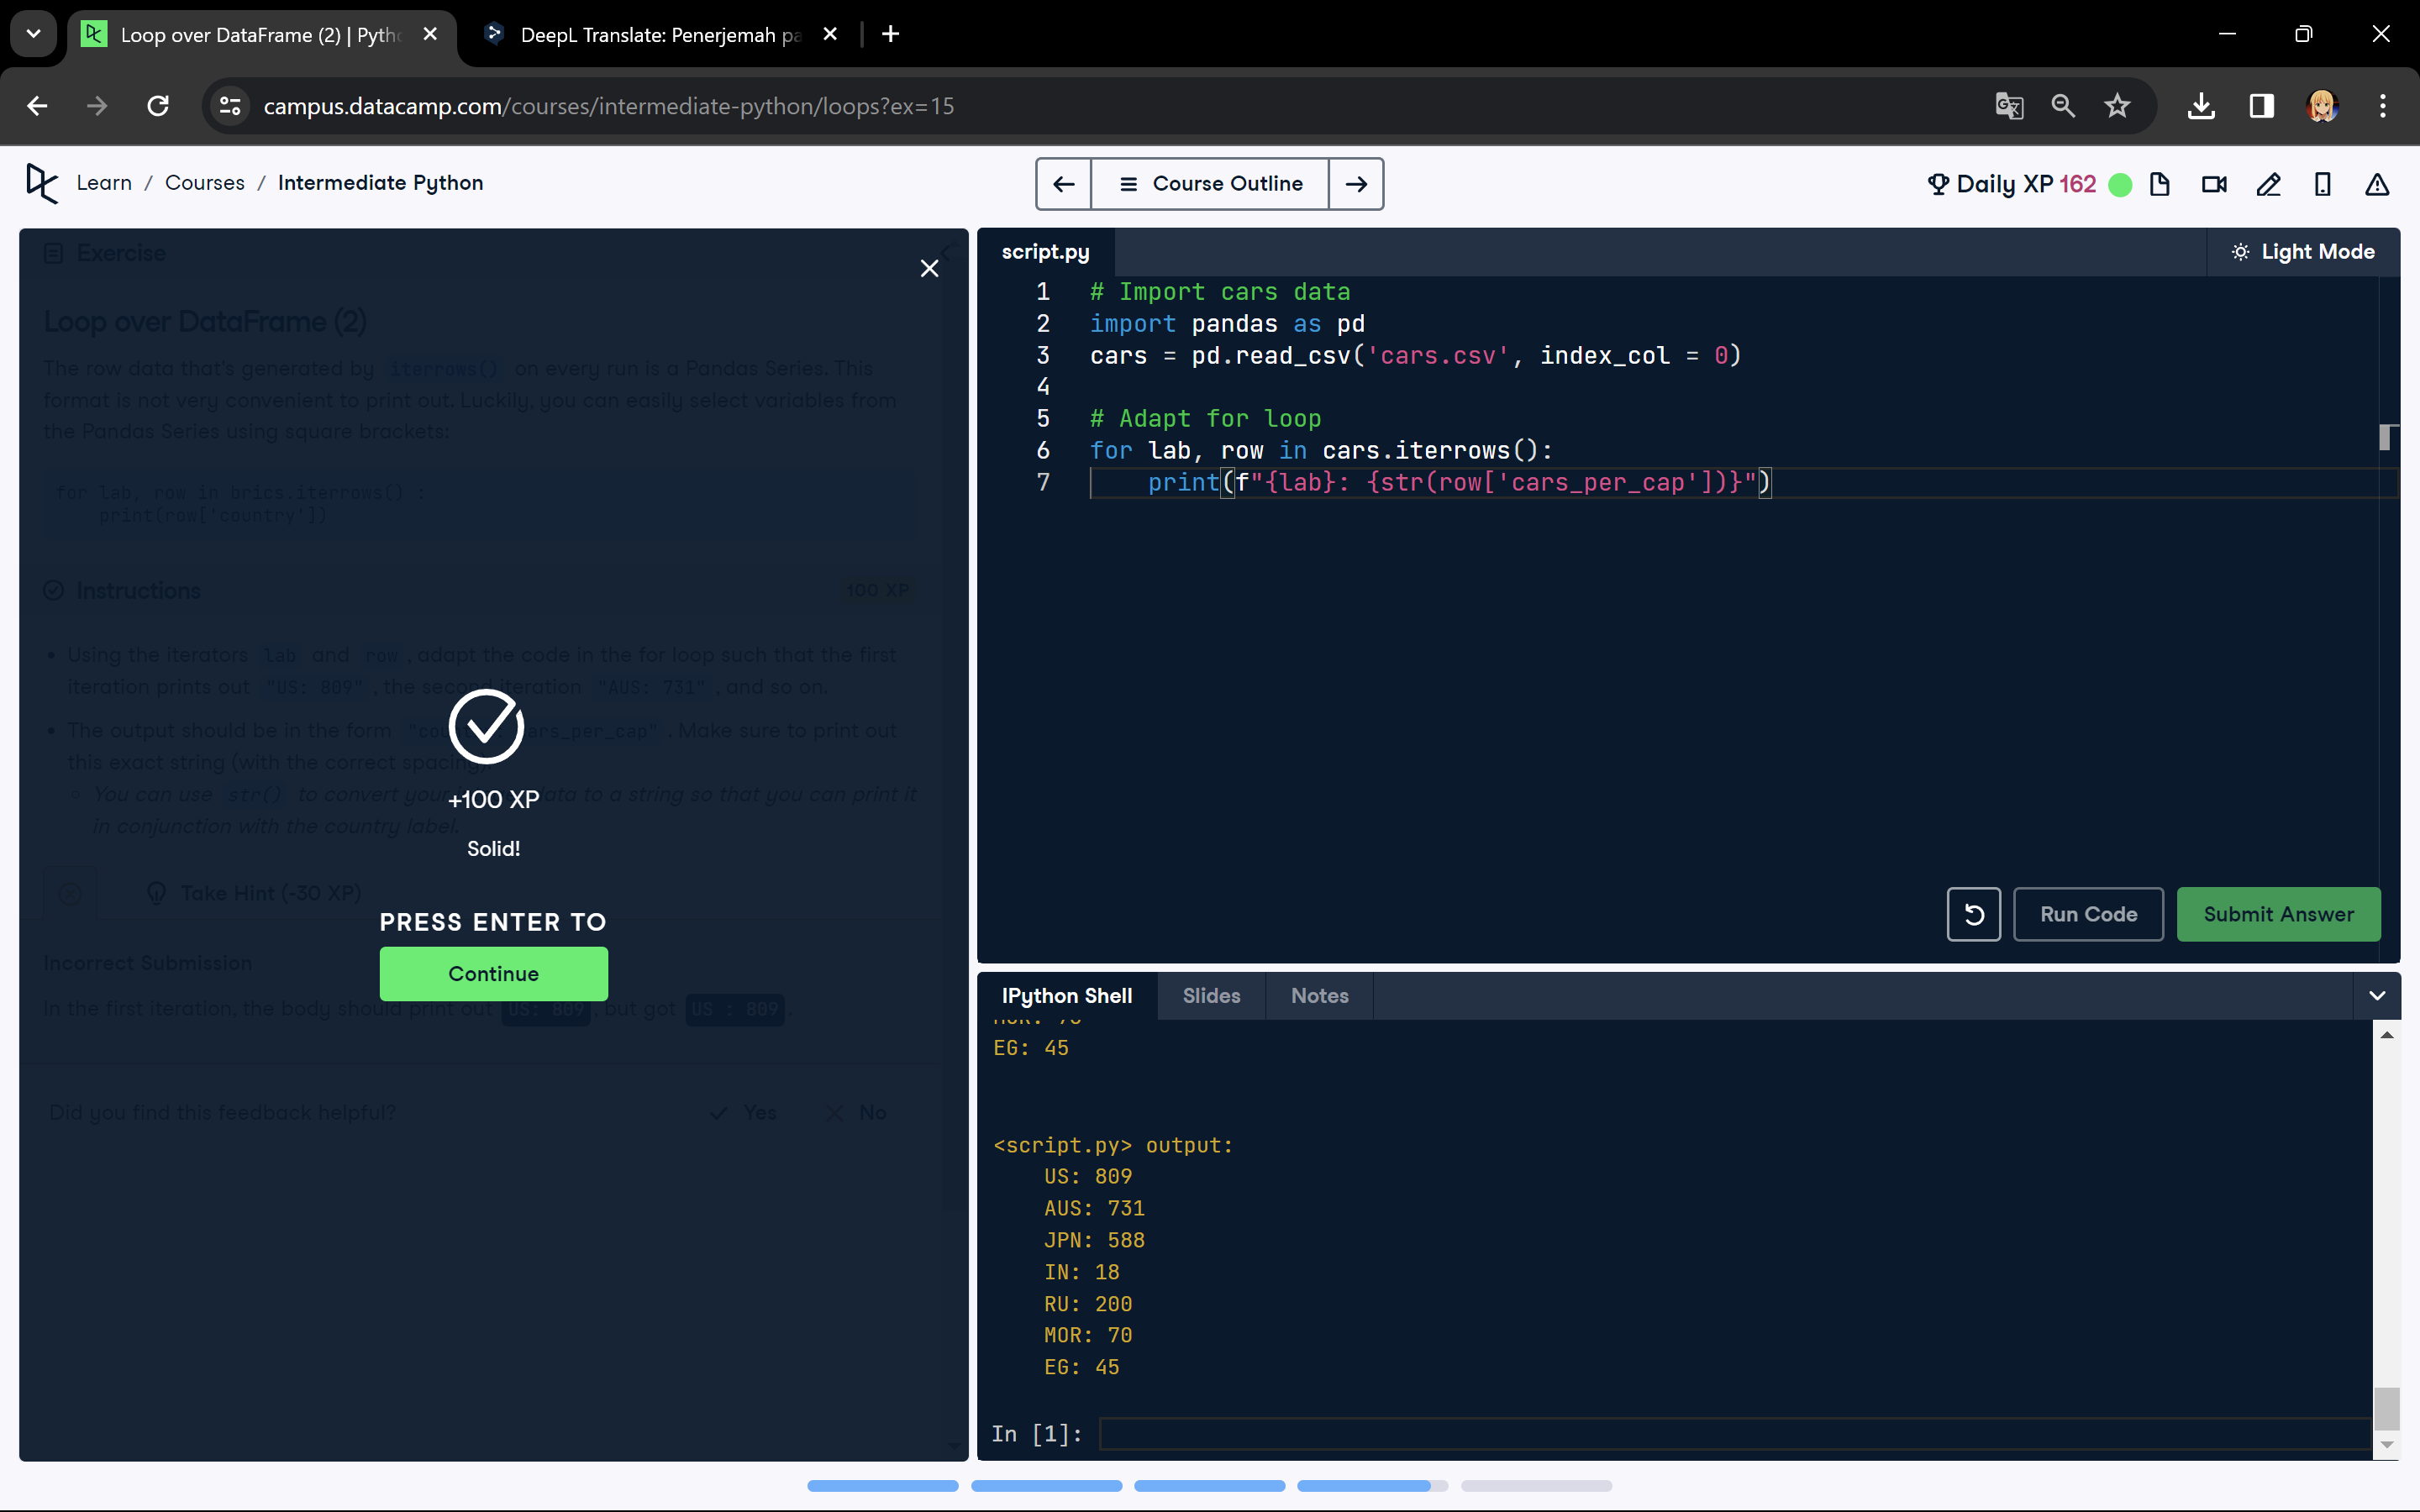 Loop over DataFrame (2) | Pytho
DeepL Translate: Penerjemah pa
campus.datacamp.com/courses/intermediate-python/loops?ex=15
Learn / Courses / Intermediate Python
Course Outline
Daily XP 162
Exercise
Loop over DataFrame (2)
The row data that's generated by iterrows() on every run is a Pandas Series. This
format is not very convenient to print out. Luckily, you can easily select variables from
the Pandas Series using square brackets:
for lab, row in brics.iterrows() :
    print(row['country'])
Instructions
100 XP
Using the iterators lab and row, adapt the code in the for loop such that the first
iteration prints out "US: 809", the second iteration "AUS: 731", and so on.
The output should be in the form "cou ars_per_cap". Make sure to print out
this exact string (with the correct spacing).
You can use str() to convert your data to a string so that you can print it
in conjunction with the country label.
+100 XP
Solid!
Take Hint (-30 XP)
PRESS ENTER TO
Continue
Incorrect Submission
In the first iteration, the body should print out US: 809, but got US : 809.
Did you find this feedback helpful?
Yes
No
script.py
Light Mode
1 # Import cars data
2 import pandas as pd
3 cars = pd.read_csv('cars.csv', index_col = 0)
4
5 # Adapt for loop
6 for lab, row in cars.iterrows():
7     print(f"{lab}: {str(row['cars_per_cap'])}")
Run Code
Submit Answer
IPython Shell
Slides
Notes
MOR: 70
EG: 45
<script.py> output:
US: 809
AUS: 731
JPN: 588
IN: 18
RU: 200
MOR: 70
EG: 45
In [1]: